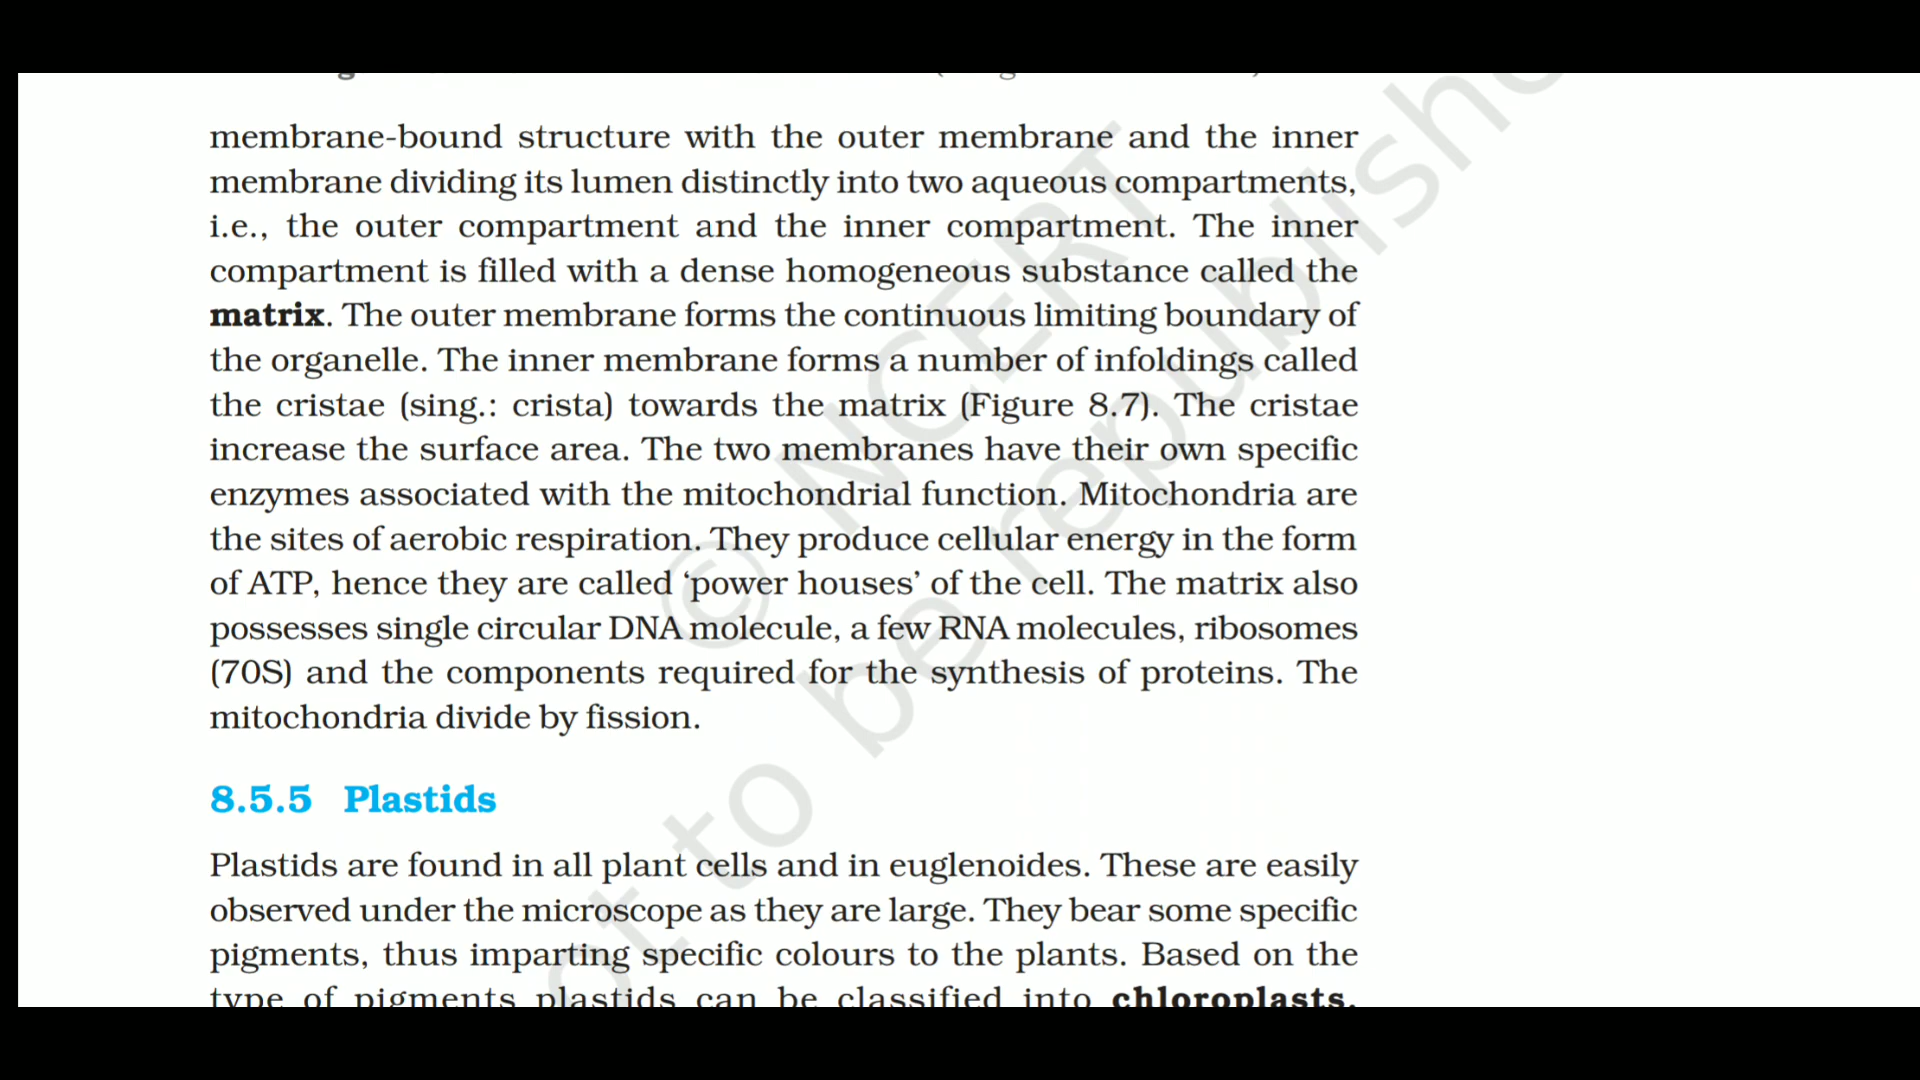 membrane-bound structure with the outer membrane and the inner
membrane dividing its lumen distinctly into two aqueous compartments,
i.e., the outer compartment and the inner compartment. The inner
compartment is filled with a dense homogeneous substance called the
matrix. The outer membrane forms the continuous limiting boundary of
the organelle. The inner membrane forms a number of infoldings called
the cristae (sing.: crista) towards the matrix (Figure 8.7). The cristae
increase the surface area. The two membranes have their own specific
enzymes associated with the mitochondrial function. Mitochondria are
the sites of aerobic respiration. They produce cellular energy in the form
of ATP, hence they are called ‘power houses’ of the cell. The matrix also
possesses single circular DNA molecule, a few RNA molecules, ribosomes
(70S) and the components required for the synthesis of proteins. The
mitochondria divide by fission.
8.5.5 Plastids
Plastids are found in all plant cells and in euglenoides. These are easily
observed under the microscope as they are large. They bear some specific
pigments, thus imparting specific colours to the plants. Based on the
type of pigments plastids can be classified into chloroplasts,
© NCERT
to be republishe